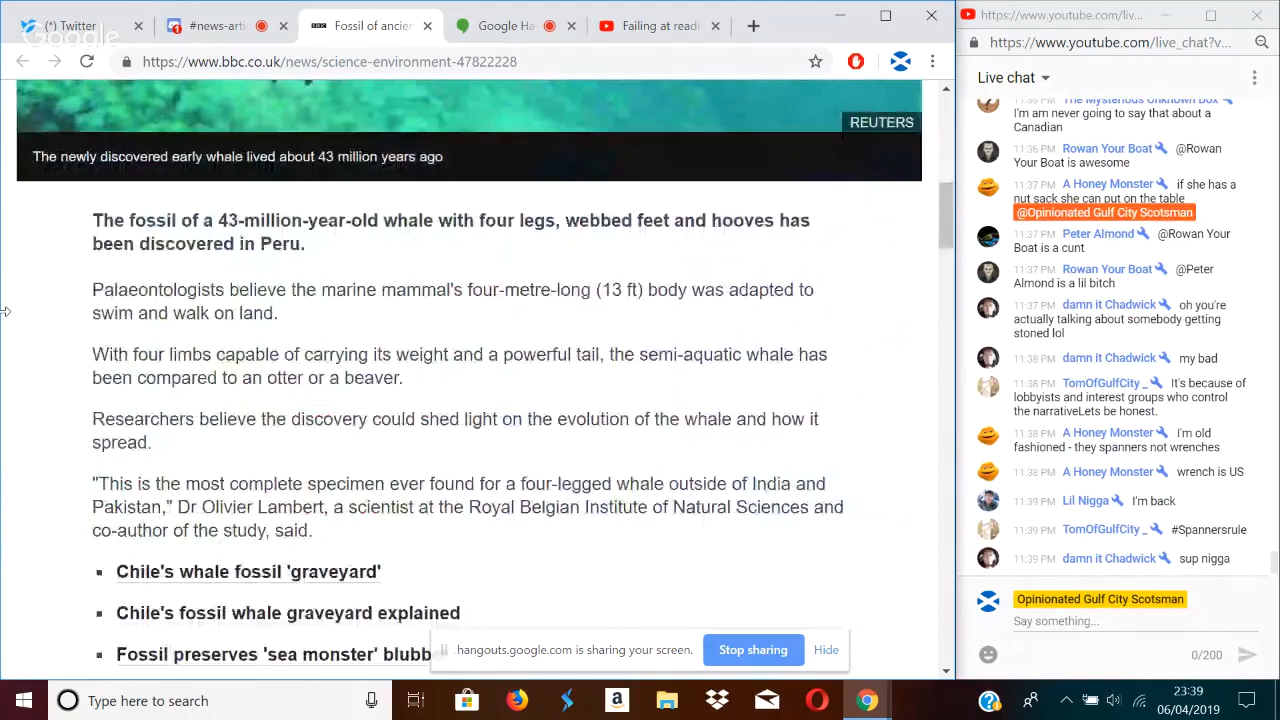 (*) Twitter
#news-arti
Fossil of ancien
Google Ha
Failing at readi
Google
https://www.bbc.co.uk/news/science-environment-47822228
REUTERS
The newly discovered early whale lived about 43 million years ago
The fossil of a 43-million-year-old whale with four legs, webbed feet and hooves has
been discovered in Peru.
Palaeontologists believe the marine mammal's four-metre-long (13 ft) body was adapted to
swim and walk on land.
With four limbs capable of carrying its weight and a powerful tail, the semi-aquatic whale has
been compared to an otter or a beaver.
Researchers believe the discovery could shed light on the evolution of the whale and how it
spread.
"This is the most complete specimen ever found for a four-legged whale outside of India and
Pakistan," Dr Olivier Lambert, a scientist at the Royal Belgian Institute of Natural Sciences and
co-author of the study, said.
Chile's whale fossil 'graveyard'
Chile's fossil whale graveyard explained
Fossil preserves 'sea monster' blubb
hangouts.google.com is sharing your screen.
Stop sharing
Hide
https://www.youtube.com/liv...
https://www.youtube.com/live_chat?v...
Live chat
11:36 PM The Mysterious Unknown Box
I'm am never going to say that about a
Canadian
11:36 PM Rowan Your Boat @Rowan
Your Boat is awesome
11:37 PM A Honey Monster if she has a
nut sack she can put on the table
@Opinionated Gulf City Scotsman
11:37 PM Peter Almond @Rowan Your
Boat is a cunt
11:37 PM Rowan Your Boat @Peter
Almond is a lil bitch
11:37 PM damn it Chadwick oh you're
actually talking about somebody getting
stoned lol
11:38 PM damn it Chadwick my bad
11:38 PM TomOfGulfCity _ It's because of
lobbyists and interest groups who control
the narrativeLets be honest.
11:38 PM A Honey Monster I'm old
fashioned - they spanners not wrenches
11:38 PM A Honey Monster wrench is US
11:39 PM Lil Nigga I'm back
11:39 PM TomOfGulfCity _ #Spannersrule
11:39 PM damn it Chadwick sup nigga
Opinionated Gulf City Scotsman
Say something...
0/200
Type here to search
23:39
06/04/2019